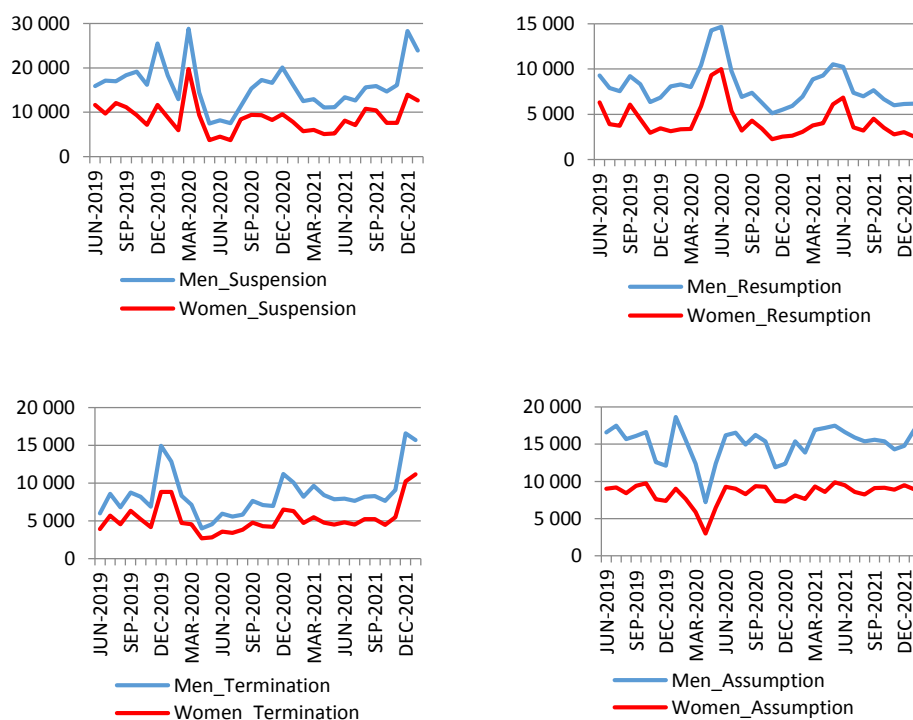 30 000
20 000
10 000
0
JUN-2019
SEP-2019
DEC-2019
MAR-2020
JUN-2020
SEP-2020
DEC-2020
MAR-2021
JUN-2021
SEP-2021
DEC-2021
Men_Suspension
Women_Suspension
15 000
10 000
5 000
0
JUN-2019
SEP-2019
DEC-2019
MAR-2020
JUN-2020
SEP-2020
DEC-2020
MAR-2021
JUN-2021
SEP-2021
DEC-2021
Men_Resumption
Women_Resumption
20 000
15 000
10 000
5 000
0
JUN-2019
SEP-2019
DEC-2019
MAR-2020
JUN-2020
SEP-2020
DEC-2020
MAR-2021
JUN-2021
SEP-2021
DEC-2021
Men_Termination
Women_Termination
20 000
15 000
10 000
5 000
0
JUN-2019
SEP-2019
DEC-2019
MAR-2020
JUN-2020
SEP-2020
DEC-2020
MAR-2021
JUN-2021
SEP-2021
DEC-2021
Men_Assumption
Women_Assumption